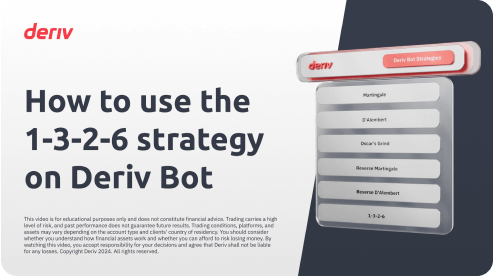 deriv
How to use the
1-3-2-6 strategy
on Deriv Bot
This video is for educational purposes only and does not constitute financial advice. Trading carries a high
level of risk, and past performance does not guarantee future results. Trading conditions, platforms, and
assets may vary depending on the account type and clients' country of residency. You should consider
whether you understand how financial assets work and whether you can afford to risk losing money. By
watching this video, you accept responsibility for your decisions and agree that Deriv shall not be liable
for any losses. Copyright Deriv 2024. All rights reserved.
deriv
Deriv Bot Strategies
Martingale
D'Alembert
Oscar's Grind
Reverse Martingale
Reverse D'Alembert
1-3-2-6